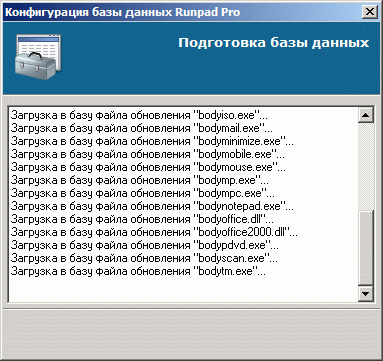 Конфигурация базы данных Runpad Pro
Подготовка базы данных
Загрузка в базу файла обновления "bodyiso.exe"...
Загрузка в базу файла обновления "bodymail.exe"...
Загрузка в базу файла обновления "bodyminimize.exe"...
Загрузка в базу файла обновления "bodymobile.exe"...
Загрузка в базу файла обновления "bodymouse.exe"...
Загрузка в базу файла обновления "bodymp.exe"...
Загрузка в базу файла обновления "bodympc.exe"...
Загрузка в базу файла обновления "bodynotepad.exe"...
Загрузка в базу файла обновления "bodyoffice.dll"...
Загрузка в базу файла обновления "bodyoffice2000.dll"...
Загрузка в базу файла обновления "bodypdvd.exe"...
Загрузка в базу файла обновления "bodyscan.exe"...
Загрузка в базу файла обновления "bodytm.exe"...